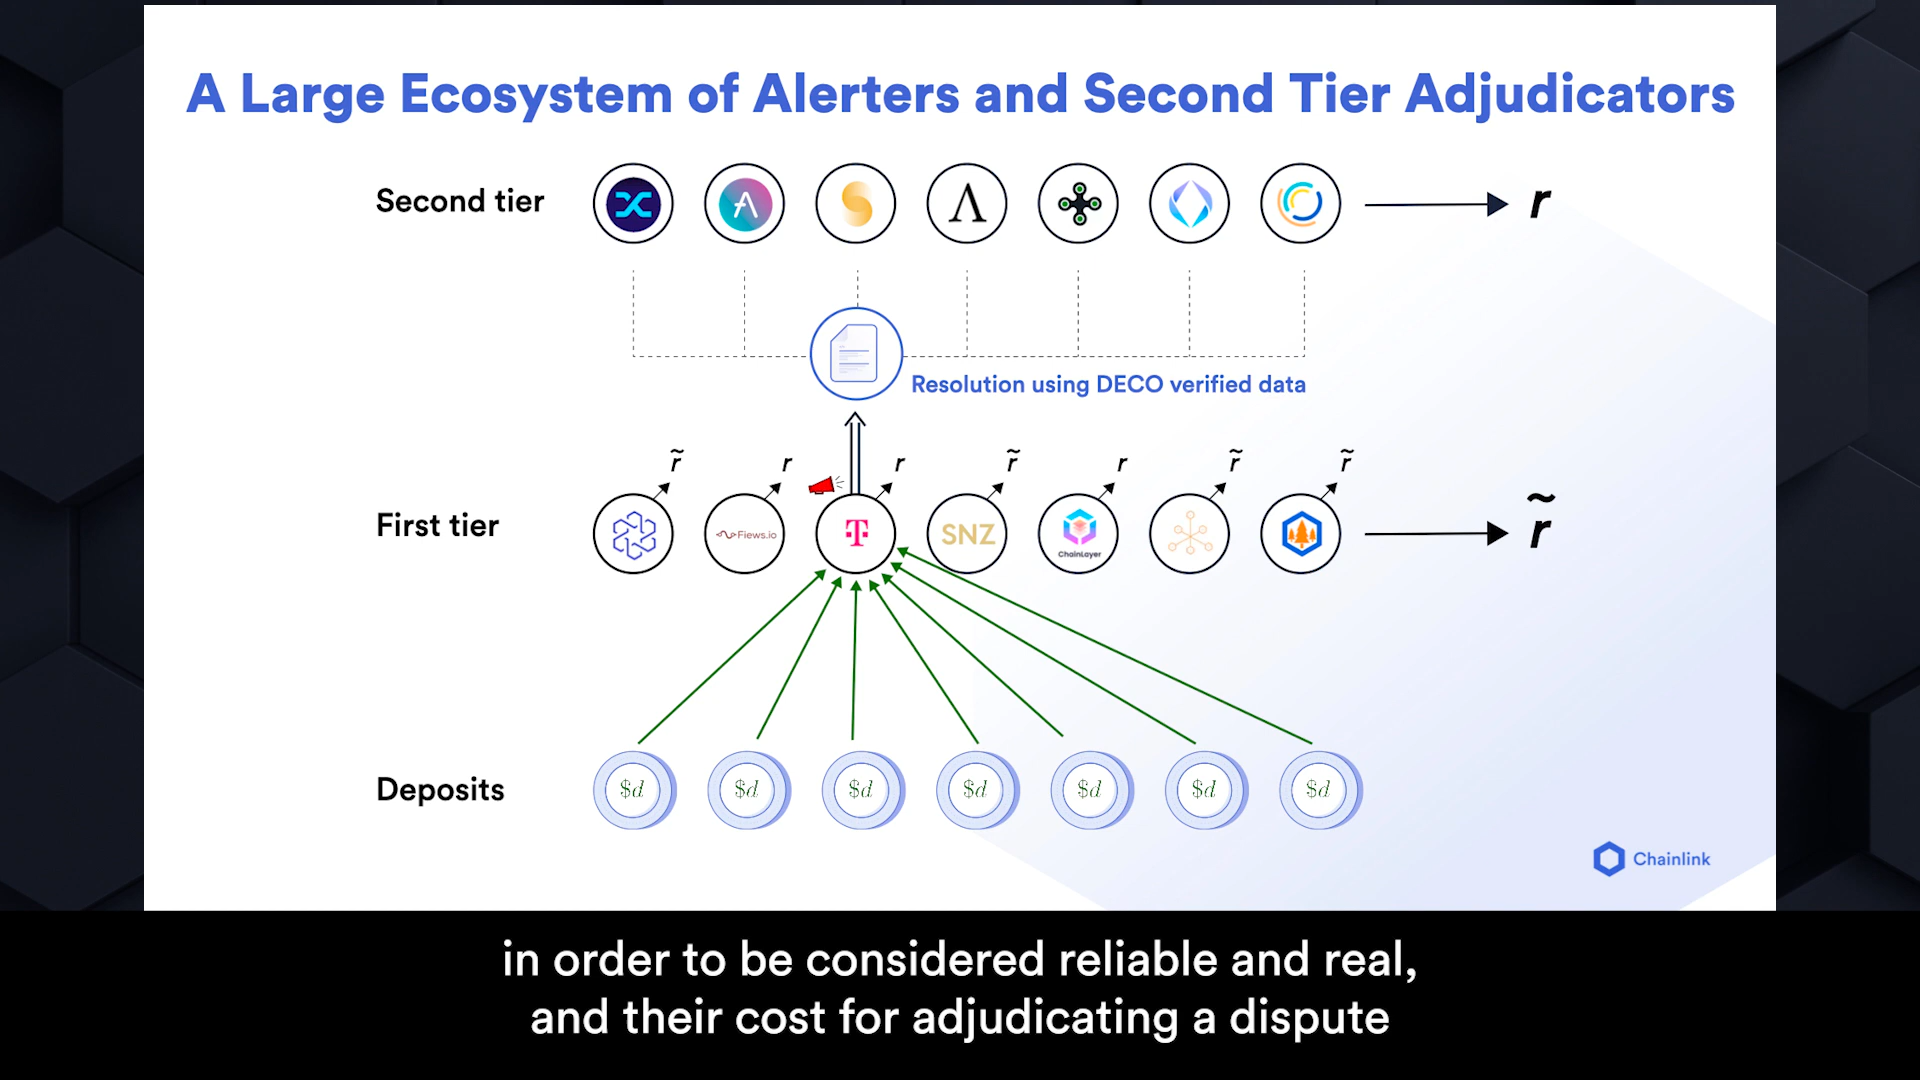 A Large Ecosystem of Alerters and Second Tier Adjudicators
Second tier
r
Resolution using DECO verified data
r̃ r r r̃ r r̃ r̃
First tier
Fiews.io
T
SNZ
ChainLayer
r̃
Deposits
$d $d $d $d $d $d $d
Chainlink
in order to be considered reliable and real,
and their cost for adjudicating a dispute